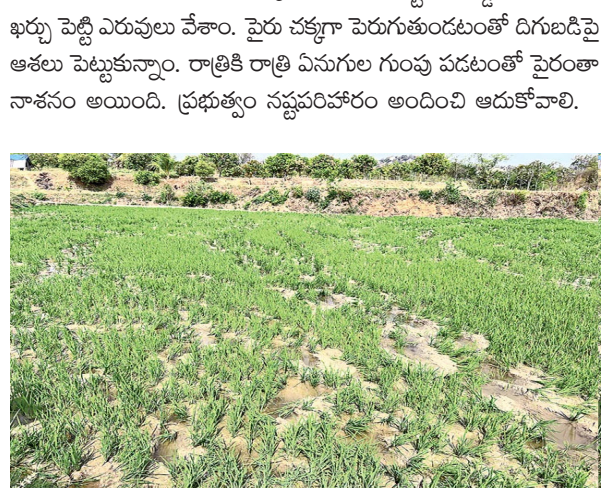 ఖర్చు పెట్టి ఎరువులు వేశాం. పైరు చక్కగా పెరుగుతుండటంతో దిగుబడిపై
ఆశలు పెట్టుకున్నాం. రాత్రికి రాత్రి ఏనుగుల గుంపు పడటంతో పైరంతా
నాశనం అయింది. ప్రభుత్వం నష్టపరిహారం అందించి ఆదుకోవాలి.